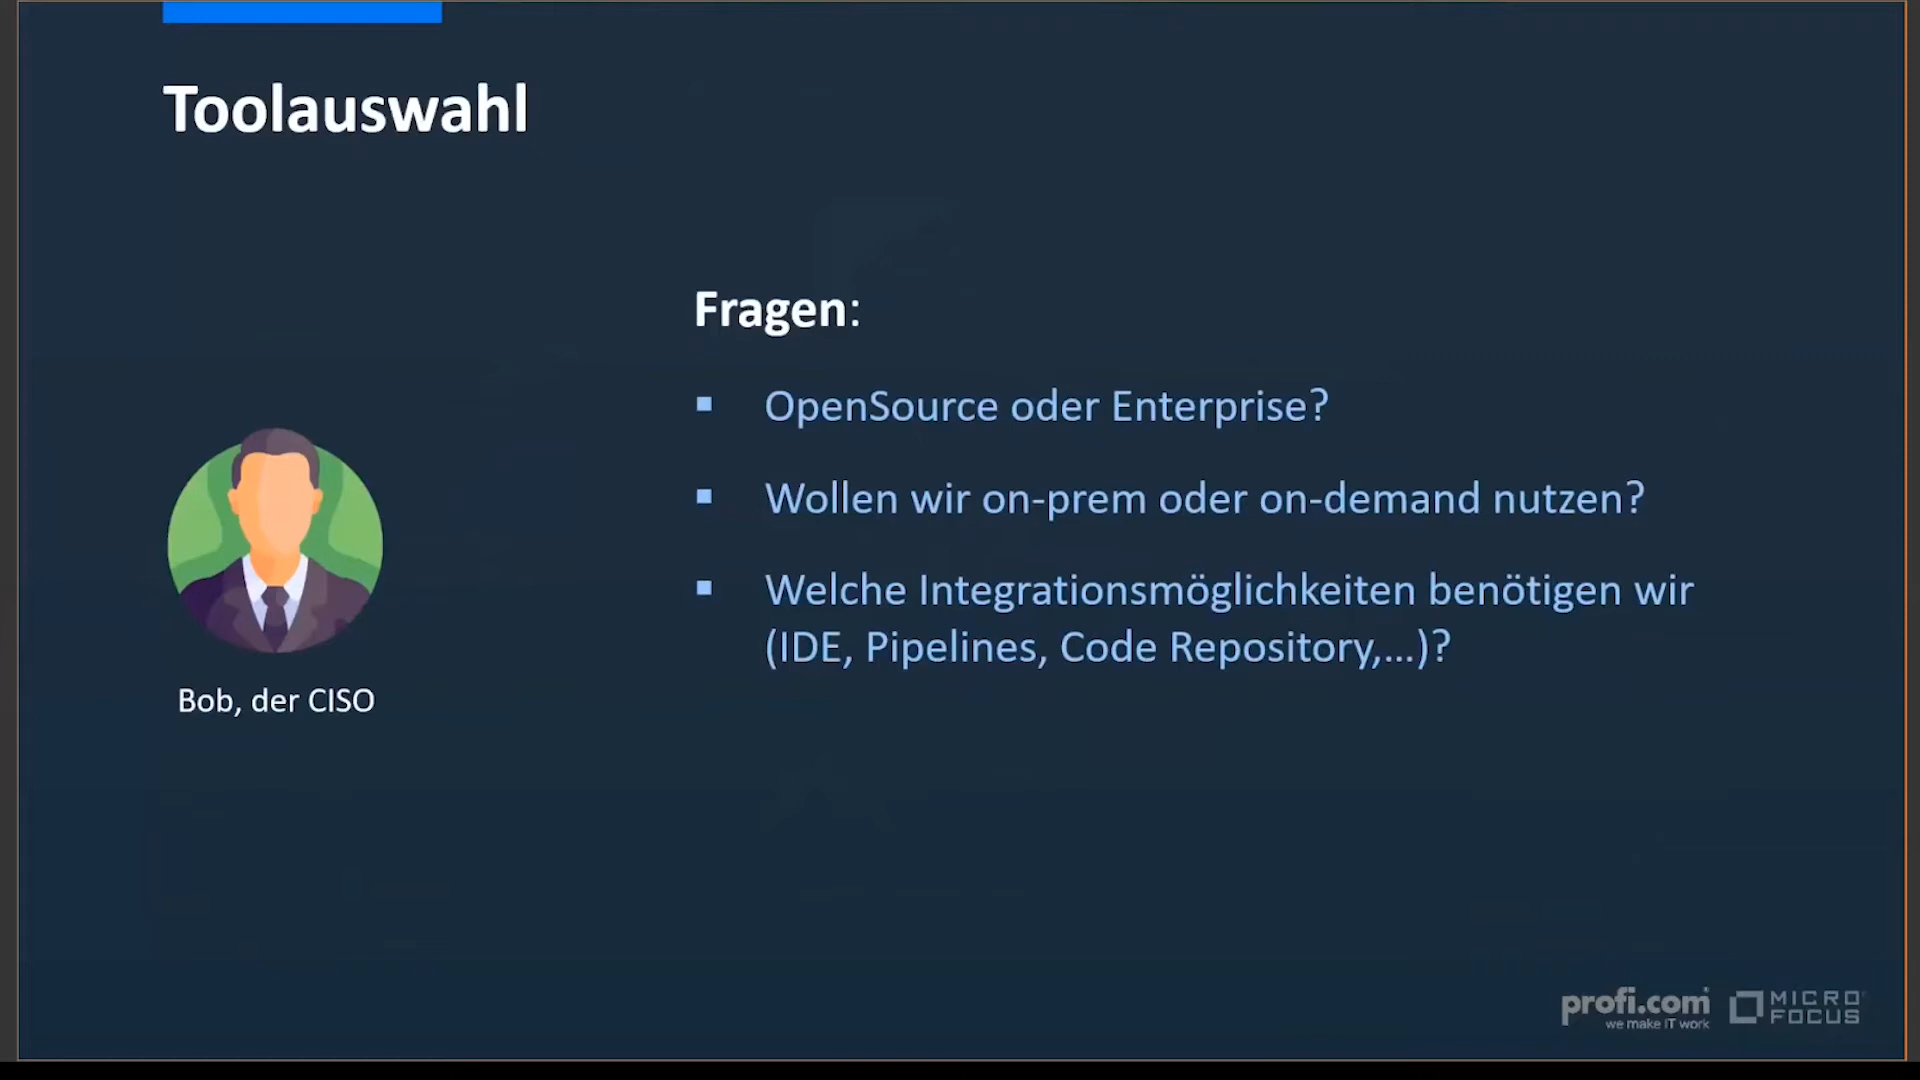 Toolauswahl
Fragen:
▪ OpenSource oder Enterprise?
▪ Wollen wir on-prem oder on-demand nutzen?
▪ Welche Integrationsmöglichkeiten benötigen wir
(IDE, Pipelines, Code Repository,...)?
Bob, der CISO
profi.com
we make IT work
MICRO
FOCUS